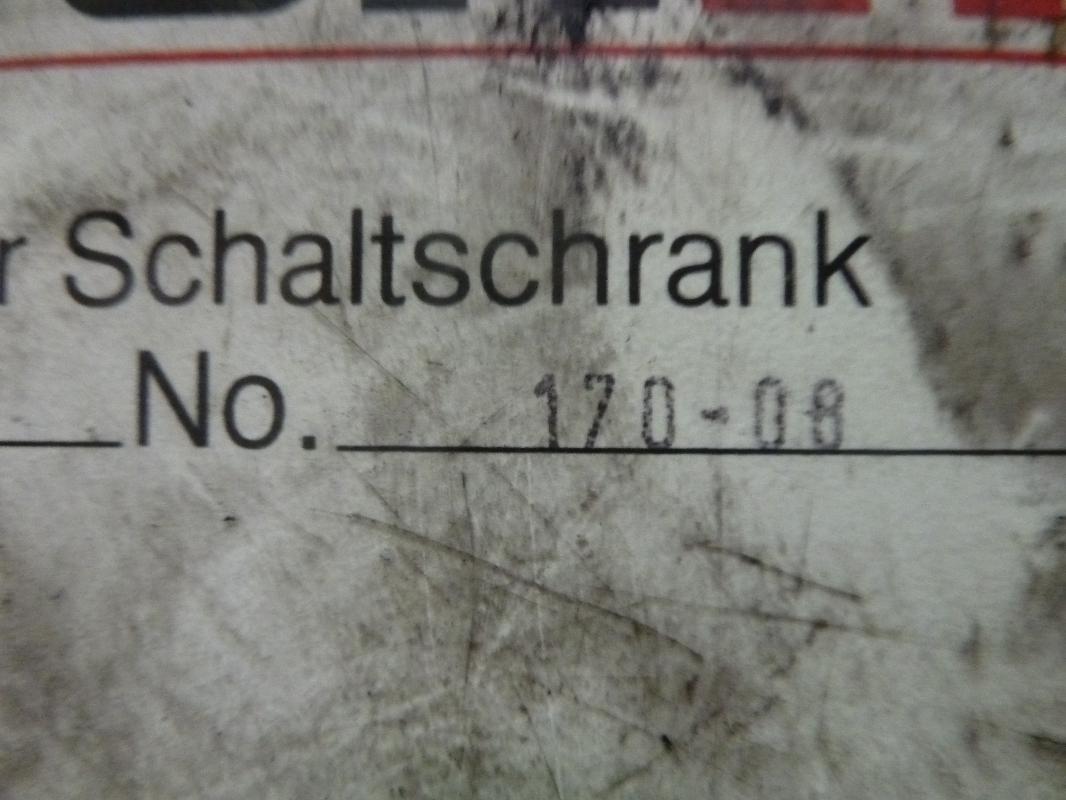 r Schaltschrank
No. 170-08